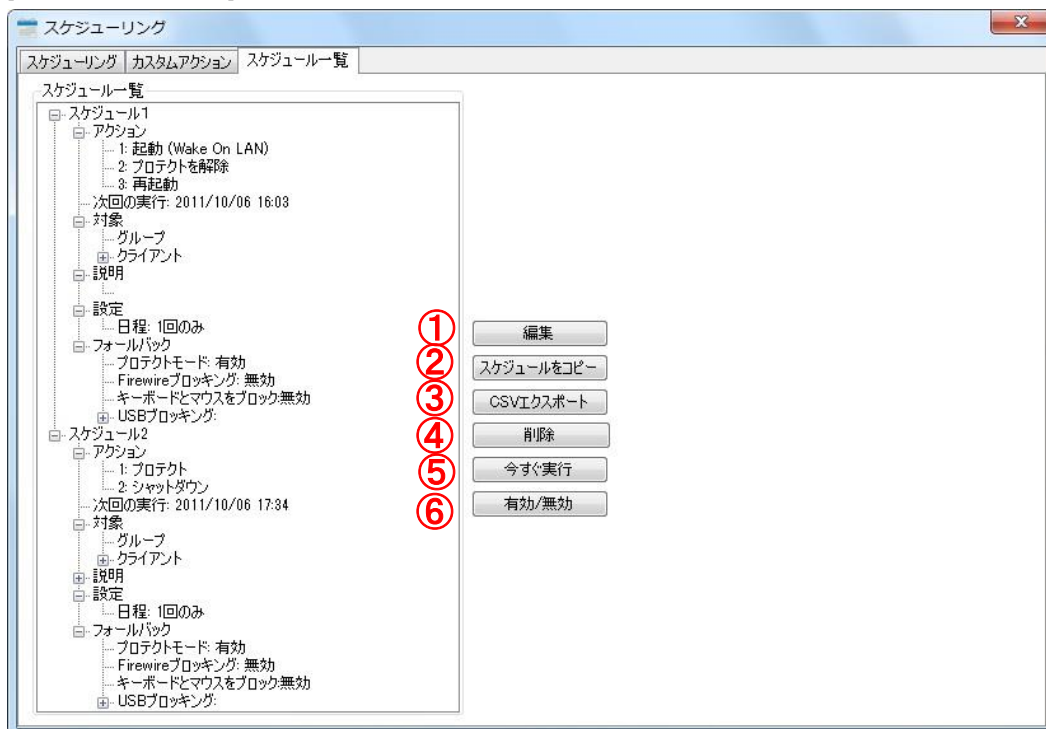 スケジューリング
スケジューリング カスタムアクション スケジュール一覧
スケジュール一覧
スケジュール1
アクション
1: 起動 (Wake On LAN)
2: プロテクトを解除
3: 再起動
次回の実行: 2011/10/06 16:03
対象
グループ
クライアント
説明
設定
日程: 1回のみ
フォールバック
プロテクトモード: 有効
Firewireブロッキング: 無効
キーボードとマウスをブロック:無効
USBブロッキング:
スケジュール2
アクション
1: プロテクト
2: シャットダウン
次回の実行: 2011/10/06 17:34
対象
グループ
クライアント
説明
設定
日程: 1回のみ
フォールバック
プロテクトモード: 有効
Firewireブロッキング: 無効
キーボードとマウスをブロック:無効
USBブロッキング:
① 編集
② スケジュールをコピー
③ CSVエクスポート
④ 削除
⑤ 今すぐ実行
⑥ 有効/無効